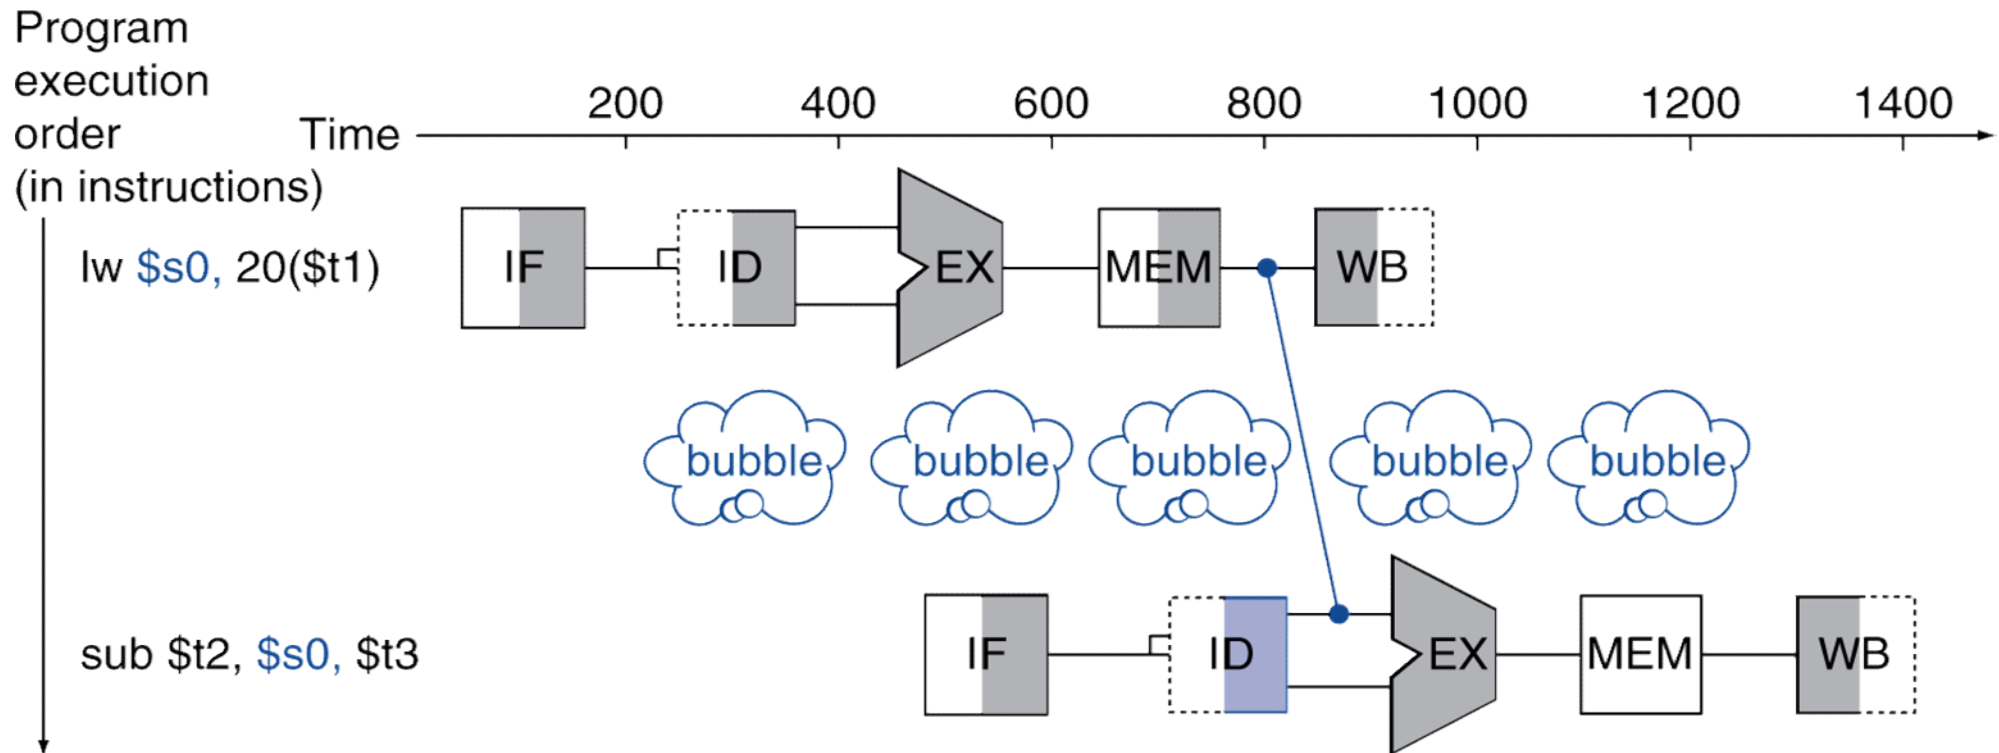 Program
execution
order
(in instructions)
Time
200 400 600 800 1000 1200 1400
lw $s0, 20($t1)
IF ID EX MEM WB
bubble bubble bubble bubble bubble
sub $t2, $s0, $t3
IF ID EX MEM WB